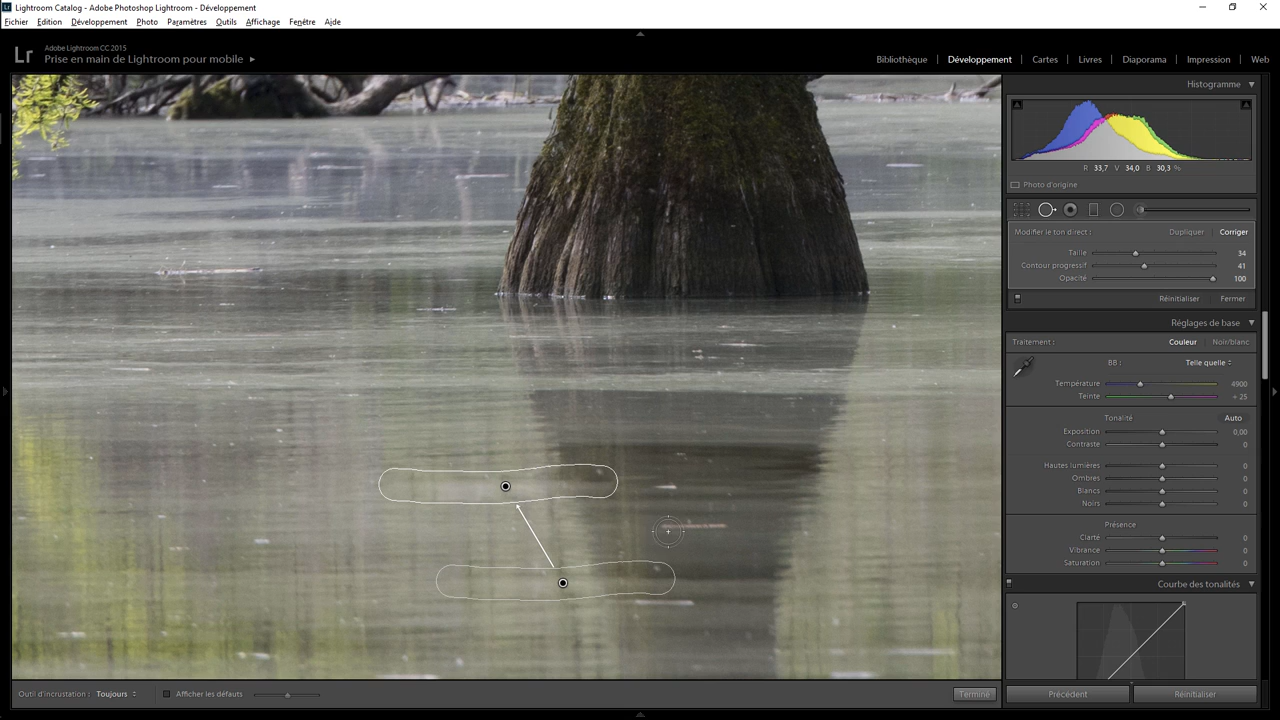 Lightroom Catalog - Adobe Photoshop Lightroom - Développement
Fichier Edition Développement Photo Paramètres Outils Affichage Fenêtre Aide
Lr
Adobe Lightroom CC 2015
Prise en main de Lightroom pour mobile
Bibliothèque | Développement | Cartes | Livres | Diaporama | Impression | Web
Histogramme
R 33,7 V 34,0 B 30,3 %
Photo d'origine
Modifier le ton direct : Dupliquer Corriger
Taille 34
Contour progressif 41
Opacité 100
Réinitialiser Fermer
Réglages de base
Traitement : Couleur | Noir/blanc
BB : Telle quelle
Température 4900
Teinte + 25
Tonalité Auto
Exposition 0,00
Contraste 0
Hautes lumières 0
Ombres 0
Blancs 0
Noirs 0
Présence
Clarté 0
Vibrance 0
Saturation 0
Courbe des tonalités
Outil d'incrustation : Toujours Afficher les défauts Terminé
Précédent Réinitialiser